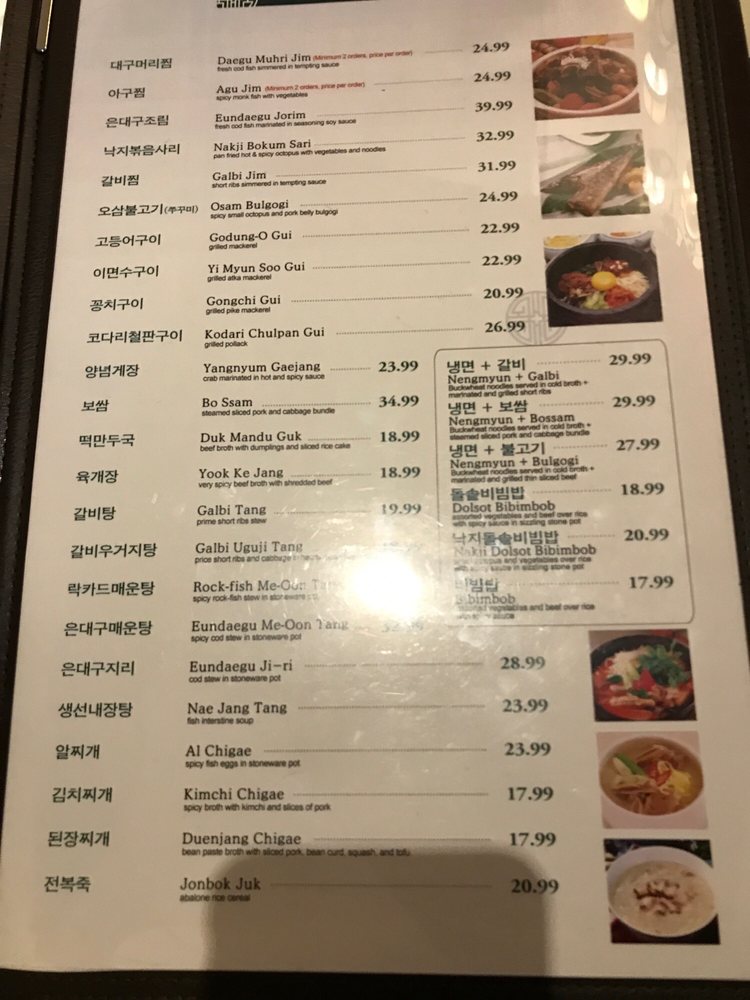 대구머리찜 Daegu Muhri Jim (Minimum 2 orders, price per order) 24.99
fresh cod fish simmered in tempting sauce
아구찜 Agu Jim (Minimum 2 orders, price per order) 24.99
spicy monk fish with vegetables
은대구조림 Eundaegu Jorim 39.99
fresh cod fish marinated in seasoning soy sauce
낙지볶음사리 Nakji Bokum Sari 32.99
pan fried hot & spicy octopus with vegetables and noodles
갈비찜 Galbi Jim 31.99
short ribs simmered in tempting sauce
오삼불고기(쭈꾸미) Osam Bulgogi 24.99
spicy small octopus and pork belly bulgogi
고등어구이 Godung-O Gui 22.99
grilled mackerel
이면수구이 Yi Myun Soo Gui 22.99
grilled atka mackerel
꽁치구이 Gongchi Gui 20.99
grilled pike mackerel
코다리철판구이 Kodari Chulpan Gui 26.99
grilled pollack
양념게장 Yangnyum Gaejang 23.99
crab marinated in hot and spicy sauce
보쌈 Bo Ssam 34.99
steamed sliced pork and cabbage bundle
떡만두국 Duk Mandu Guk 18.99
beef broth with dumplings and sliced rice cake
육개장 Yook Ke Jang 18.99
very spicy beef broth with shredded beef
갈비탕 Galbi Tang 19.99
prime short ribs stew
갈비우거지탕 Galbi Uguji Tang
price short ribs and cabbage in
락카드매운탕 Rock-fish Me-Oon Tang
spicy rock-fish stew in stoneware
은대구매운탕 Eundaegu Me-Oon Tang
spicy cod stew in stoneware pot
은대구지리 Eundaegu Ji-ri 28.99
cod stew in stoneware pot
생선내장탕 Nae Jang Tang 23.99
fish interstine soup
알찌개 Al Chigae 23.99
spicy fish eggs in stoneware pot
김치찌개 Kimchi Chigae 17.99
spicy broth with kimchi and slices of pork
된장찌개 Duenjang Chigae 17.99
bean paste broth with sliced pork, bean curd, squash, and tofu
전복죽 Jonbok Juk 20.99
abalone rice cereal
냉면 + 갈비 29.99
Nengmyun + Galbi
Buckwheat noodles served in cold broth +
marinated and grilled short ribs
냉면 + 보쌈 29.99
Nengmyun + Bossam
Buckwheat noodles served in cold broth +
steamed sliced pork and cabbage bundle
냉면 + 불고기 27.99
Nengmyun + Bulgogi
Buckwheat noodles served in cold broth +
marinated and grilled thin sliced beef
돌솥비빔밥 18.99
Dolsot Bibimbob
assorted vegetables and beef over rice
with spicy sauce in sizzling stone pot
낙지돌솥비빔밥 20.99
Nakji Dolsot Bibimbob
octopus and vegetables over rice
with spicy sauce in sizzling stone pot
비빔밥 17.99
Bibimbob
assorted vegetables and beef over rice
with spicy sauce